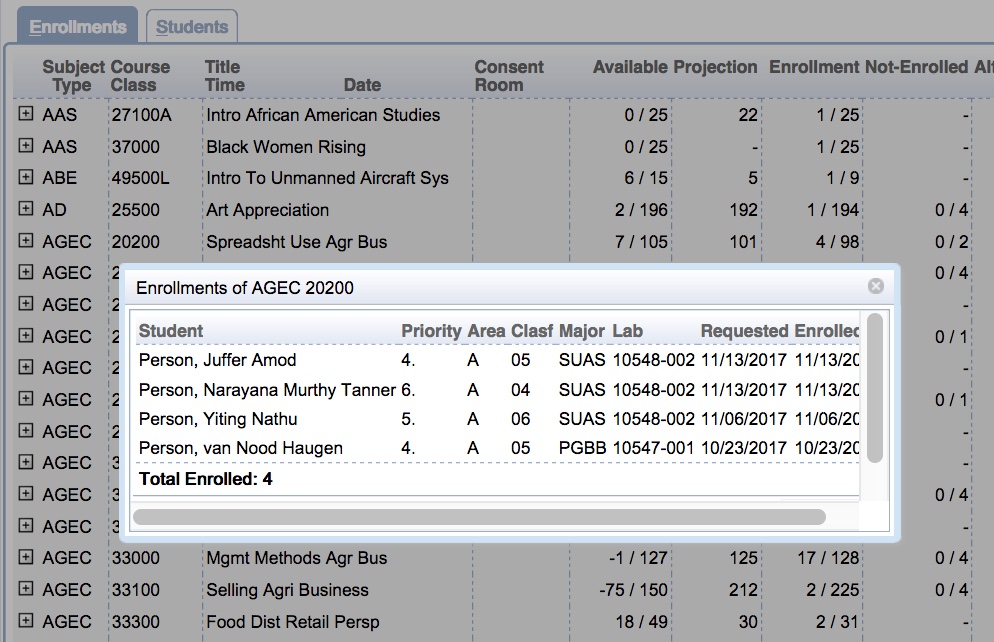 Enrollments Students
Subject Course Title Consent Available Projection Enrollment Not-Enrolled Alt
Type Class Time Date Room
AAS 27100A Intro African American Studies 0 / 25 22 1 / 25 -
AAS 37000 Black Women Rising 0 / 25 - 1 / 25 -
ABE 49500L Intro To Unmanned Aircraft Sys 6 / 15 5 1 / 9 -
AD 25500 Art Appreciation 2 / 196 192 1 / 194 0 / 4
AGEC 20200 Spreadsht Use Agr Bus 7 / 105 101 4 / 98 0 / 2
AGEC 2 0 / 4
Enrollments of AGEC 20200
AGEC 2 -
Student Priority Area Clasf Major Lab Requested Enrolled
AGEC 2 0 / 1
Person, Juffer Amod 4. A 05 SUAS 10548-002 11/13/2017 11/13/20
AGEC 2 -
Person, Narayana Murthy Tanner 6. A 04 SUAS 10548-002 11/13/2017 11/13/20
AGEC 2 0 / 1
Person, Yiting Nathu 5. A 06 SUAS 10548-002 11/06/2017 11/06/20
AGEC 2 -
Person, van Nood Haugen 4. A 05 PGBB 10547-001 10/23/2017 10/23/20
AGEC 3 -
Total Enrolled: 4
AGEC 3 0 / 4
AGEC 3 -
AGEC 33000 Mgmt Methods Agr Bus -1 / 127 125 17 / 128 0 / 4
AGEC 33100 Selling Agri Business -75 / 150 212 2 / 225 0 / 4
AGEC 33300 Food Dist Retail Persp 18 / 49 30 2 / 31 -